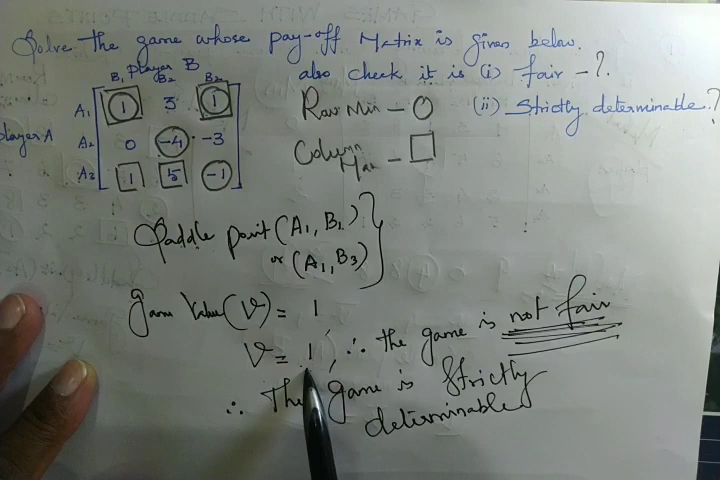 Solve the game whose pay-off Matrix is given below.
also check it is (i) fair -?.
(ii) Strictly determinable.?
Player B
B₁ B₂ B₃
A₁ 1 3 1
Player A A₂ 0 -4 -3
A₃ 1 5 -1
Row Min - ○
Column Max - □
Saddle point (A₁, B₁)
or (A₁, B₃)
Game Value (V) = 1
V = 1, ∴ the game is not fair
∴ The game is Strictly
determinable